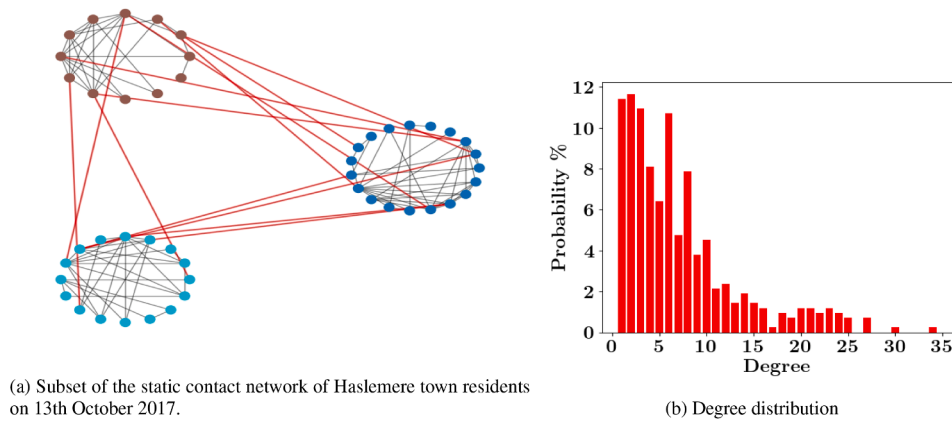 (a) Subset of the static contact network of Haslemere town residents
on 13th October 2017.
Probability %
12
10
8
6
4
2
0
0 5 10 15 20 25 30 35
Degree
(b) Degree distribution